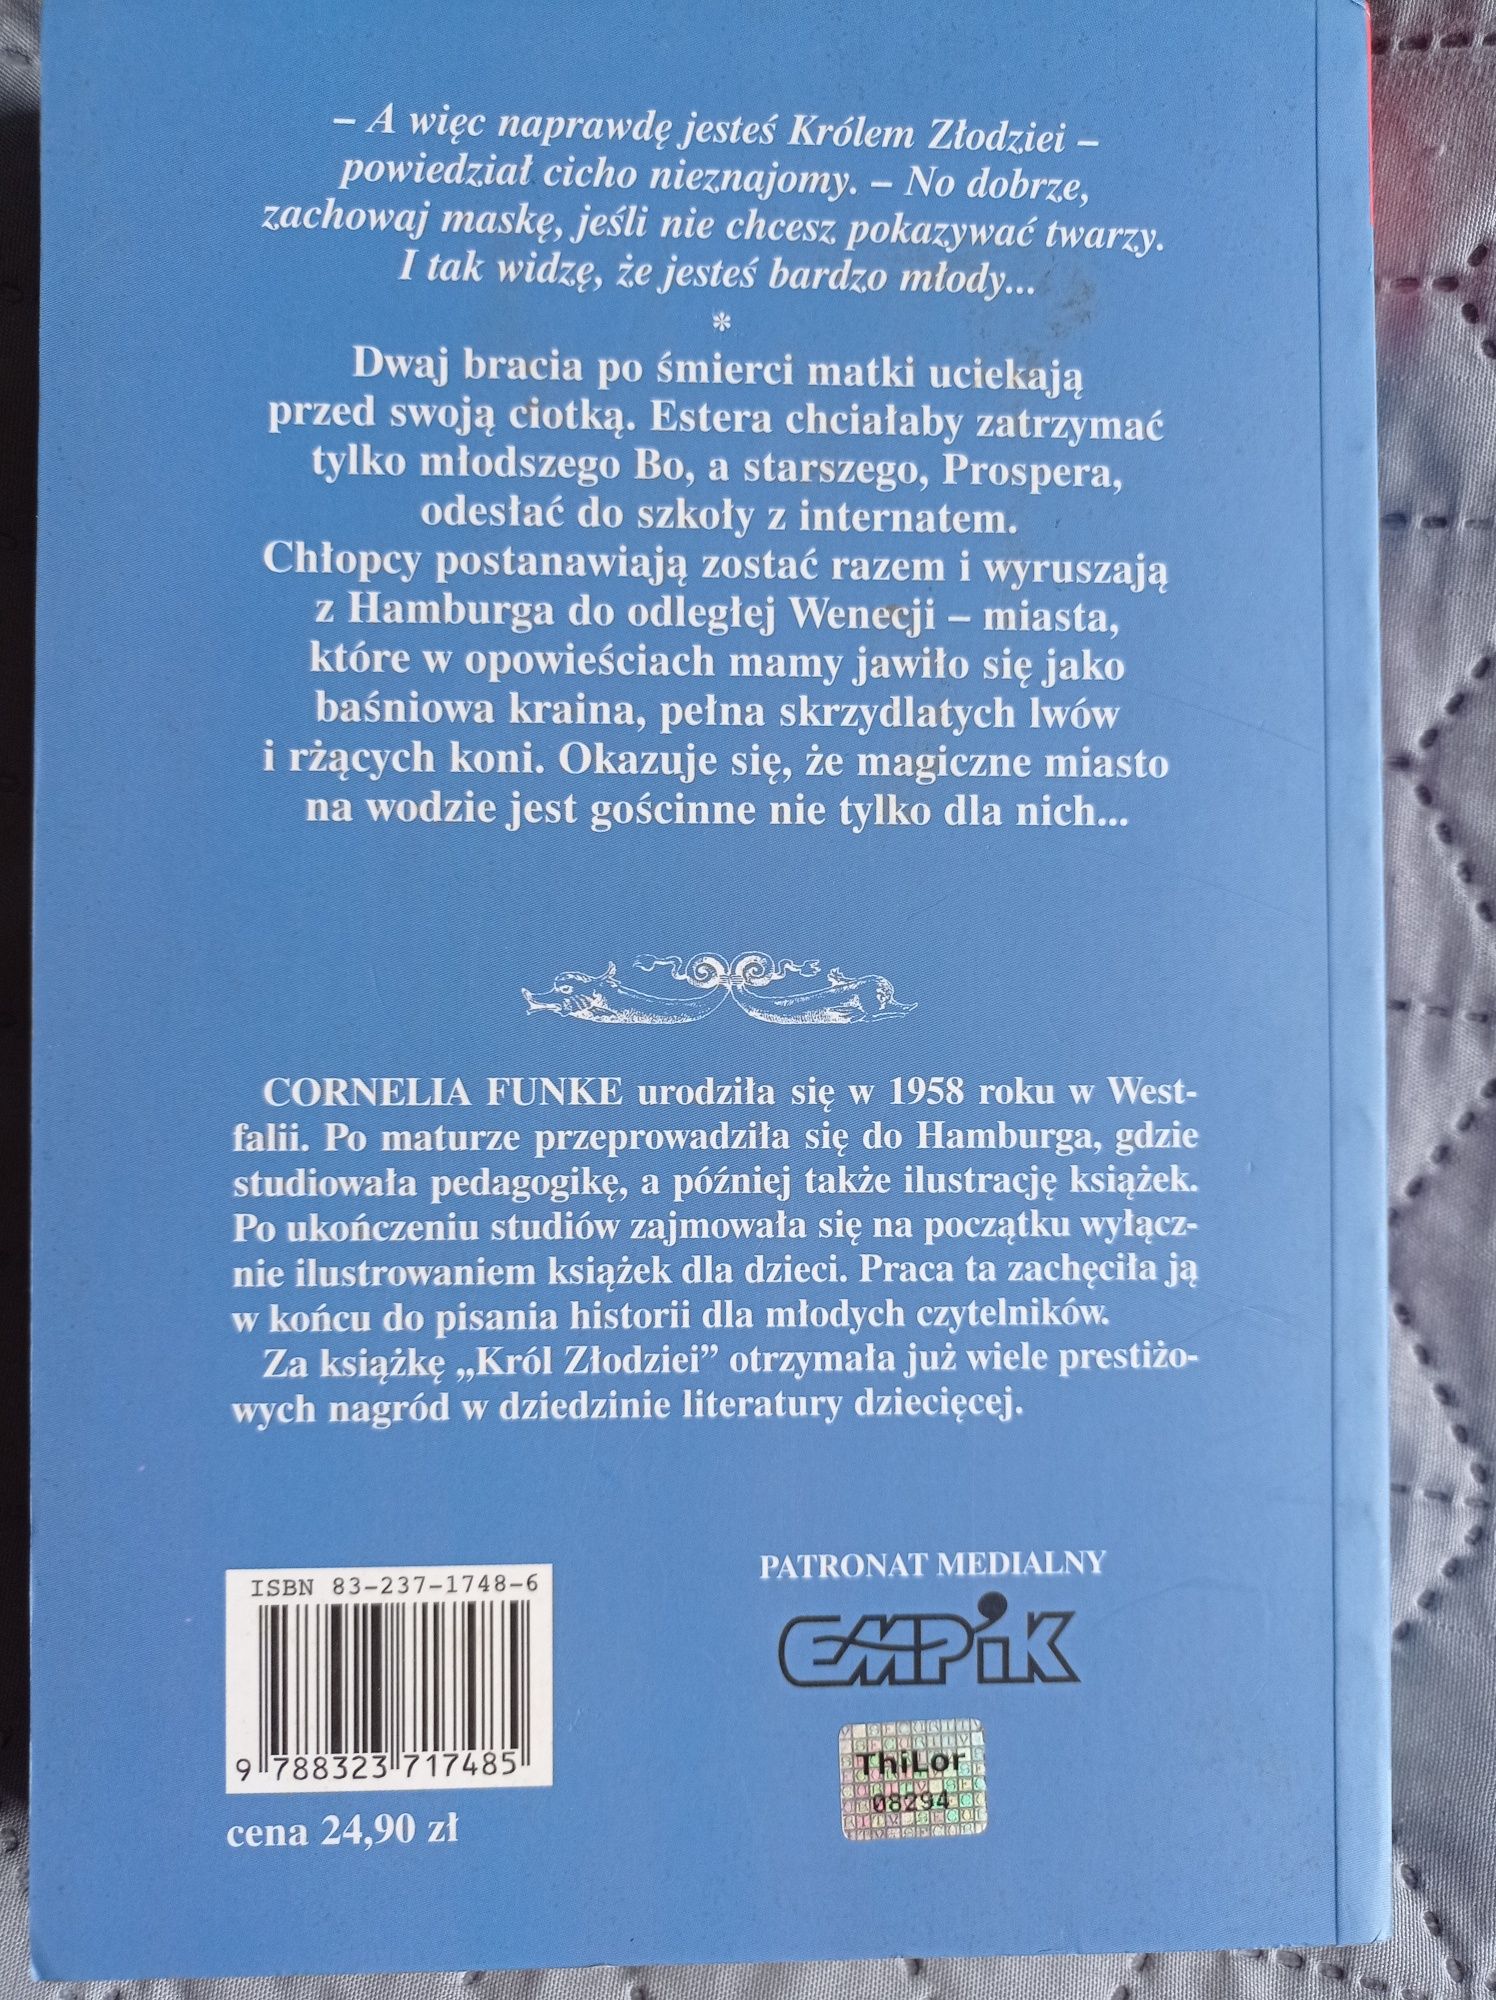 – A więc naprawdę jesteś Królem Złodziei –
powiedział cicho nieznajomy. – No dobrze,
zachowaj maskę, jeśli nie chcesz pokazywać twarzy.
I tak widzę, że jesteś bardzo młody...
*
Dwaj bracia po śmierci matki uciekają
przed swoją ciotką. Estera chciałaby zatrzymać
tylko młodszego Bo, a starszego, Prospera,
odesłać do szkoły z internatem.
Chłopcy postanawiają zostać razem i wyruszają
z Hamburga do odległej Wenecji – miasta,
które w opowieściach mamy jawiło się jako
baśniowa kraina, pełna skrzydlatych lwów
i rżących koni. Okazuje się, że magiczne miasto
na wodzie jest gościnne nie tylko dla nich...
CORNELIA FUNKE urodziła się w 1958 roku w West-
falii. Po maturze przeprowadziła się do Hamburga, gdzie
studiowała pedagogikę, a później także ilustrację książek.
Po ukończeniu studiów zajmowała się na początku wyłącz-
nie ilustrowaniem książek dla dzieci. Praca ta zachęciła ją
w końcu do pisania historii dla młodych czytelników.
Za książkę „Król Złodziei” otrzymała już wiele prestiżo-
wych nagród w dziedzinie literatury dziecięcej.
ISBN 83-237-1748-6
9 788323 717485
cena 24,90 zł
PATRONAT MEDIALNY
EMPiK
ThiLor
08294